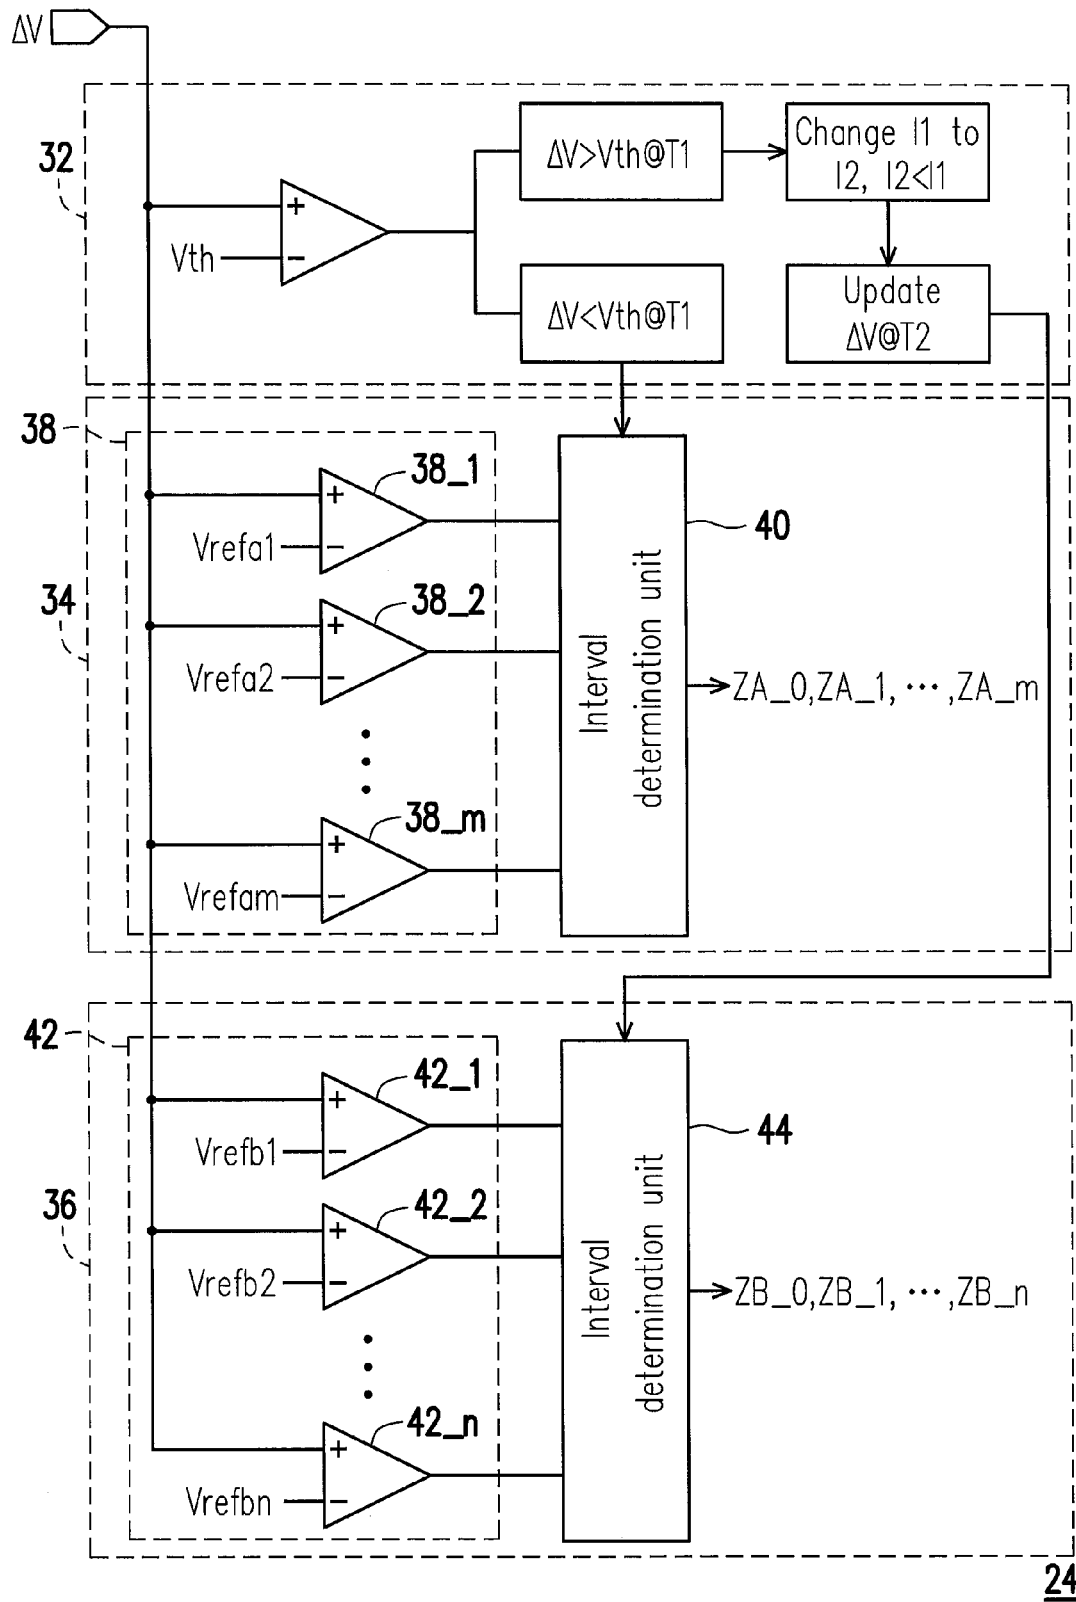 ΔV
32
ΔV>Vth@T1
Change I1 to
I2, I2<I1
+
Vth
−
ΔV<Vth@T1
Update
ΔV@T2
38
38_1
+
Vrefa1
−
40
34
38_2
+
Vrefa2
−
Interval
determination unit
ZA_0,ZA_1, ··· ,ZA_m
38_m
+
Vrefam
−
42
42_1
+
Vrefb1
−
44
36
42_2
+
Vrefb2
−
Interval
determination unit
ZB_0,ZB_1, ··· ,ZB_n
42_n
+
Vrefbn
−
24